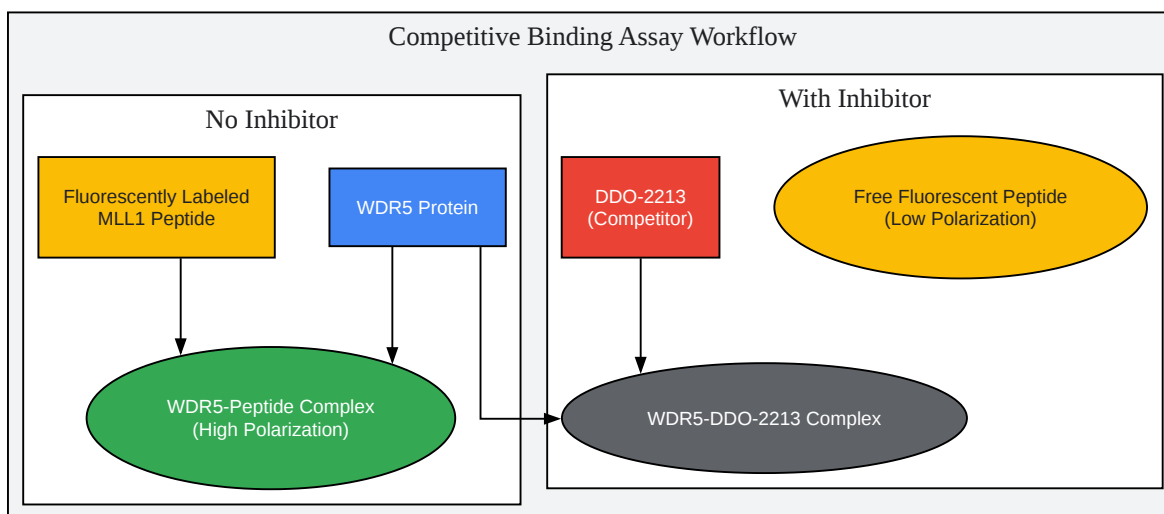 Competitive Binding Assay Workflow
No Inhibitor
Fluorescently Labeled
MLL1 Peptide
WDR5 Protein
WDR5-Peptide Complex
(High Polarization)
With Inhibitor
DDO-2213
(Competitor)
Free Fluorescent Peptide
(Low Polarization)
WDR5-DDO-2213 Complex